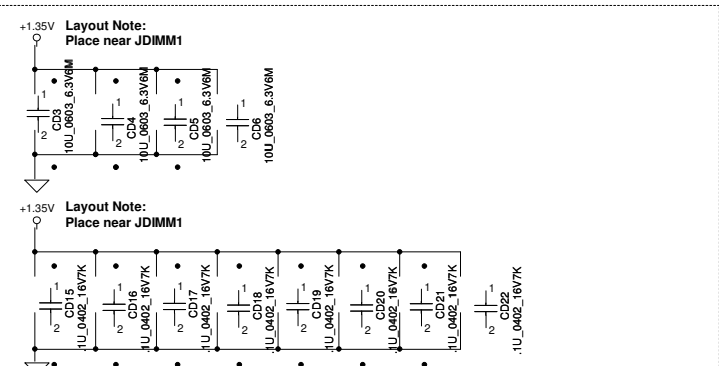 +1.35V
Layout Note:
Place near JDIMM1
1
2
CD3
10U_0603_6.3V6M
1
2
CD4
10U_0603_6.3V6M
1
2
CD5
10U_0603_6.3V6M
1
2
CD6
10U_0603_6.3V6M
+1.35V
Layout Note:
Place near JDIMM1
1
2
CD15
.1U_0402_16V7K
1
2
CD16
.1U_0402_16V7K
1
2
CD17
.1U_0402_16V7K
1
2
CD18
.1U_0402_16V7K
1
2
CD19
.1U_0402_16V7K
1
2
CD20
.1U_0402_16V7K
1
2
CD21
.1U_0402_16V7K
1
2
CD22
.1U_0402_16V7K